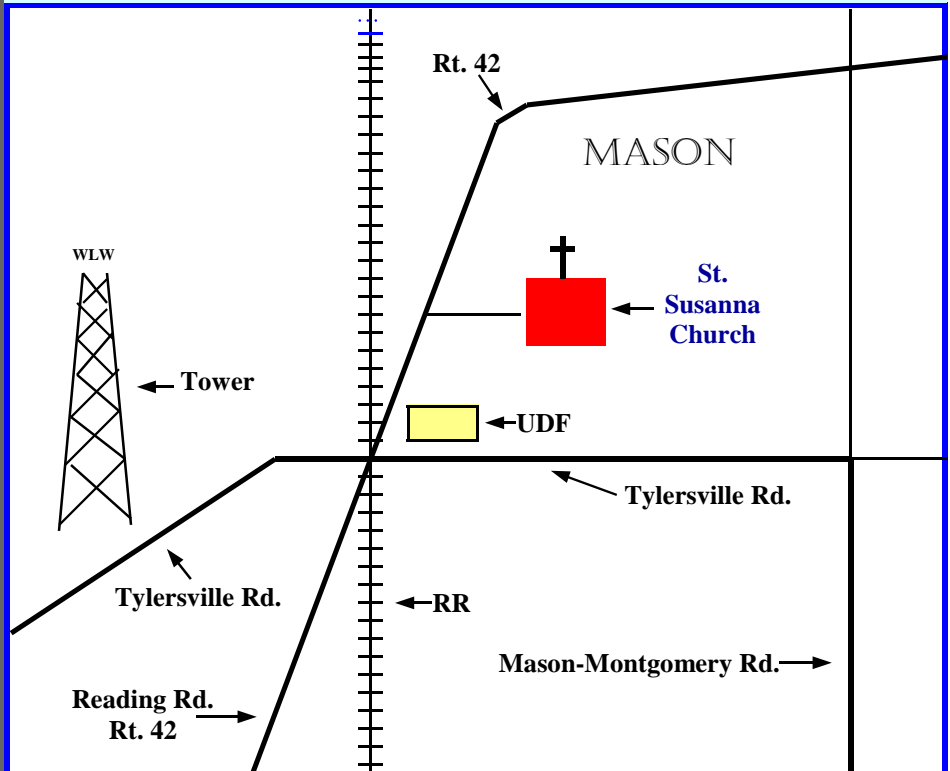 Rt. 42
MASON
WLW
St.
Susanna
Church
Tower
UDF
Tylersville Rd.
Tylersville Rd.
RR
Mason-Montgomery Rd.
Reading Rd.
Rt. 42